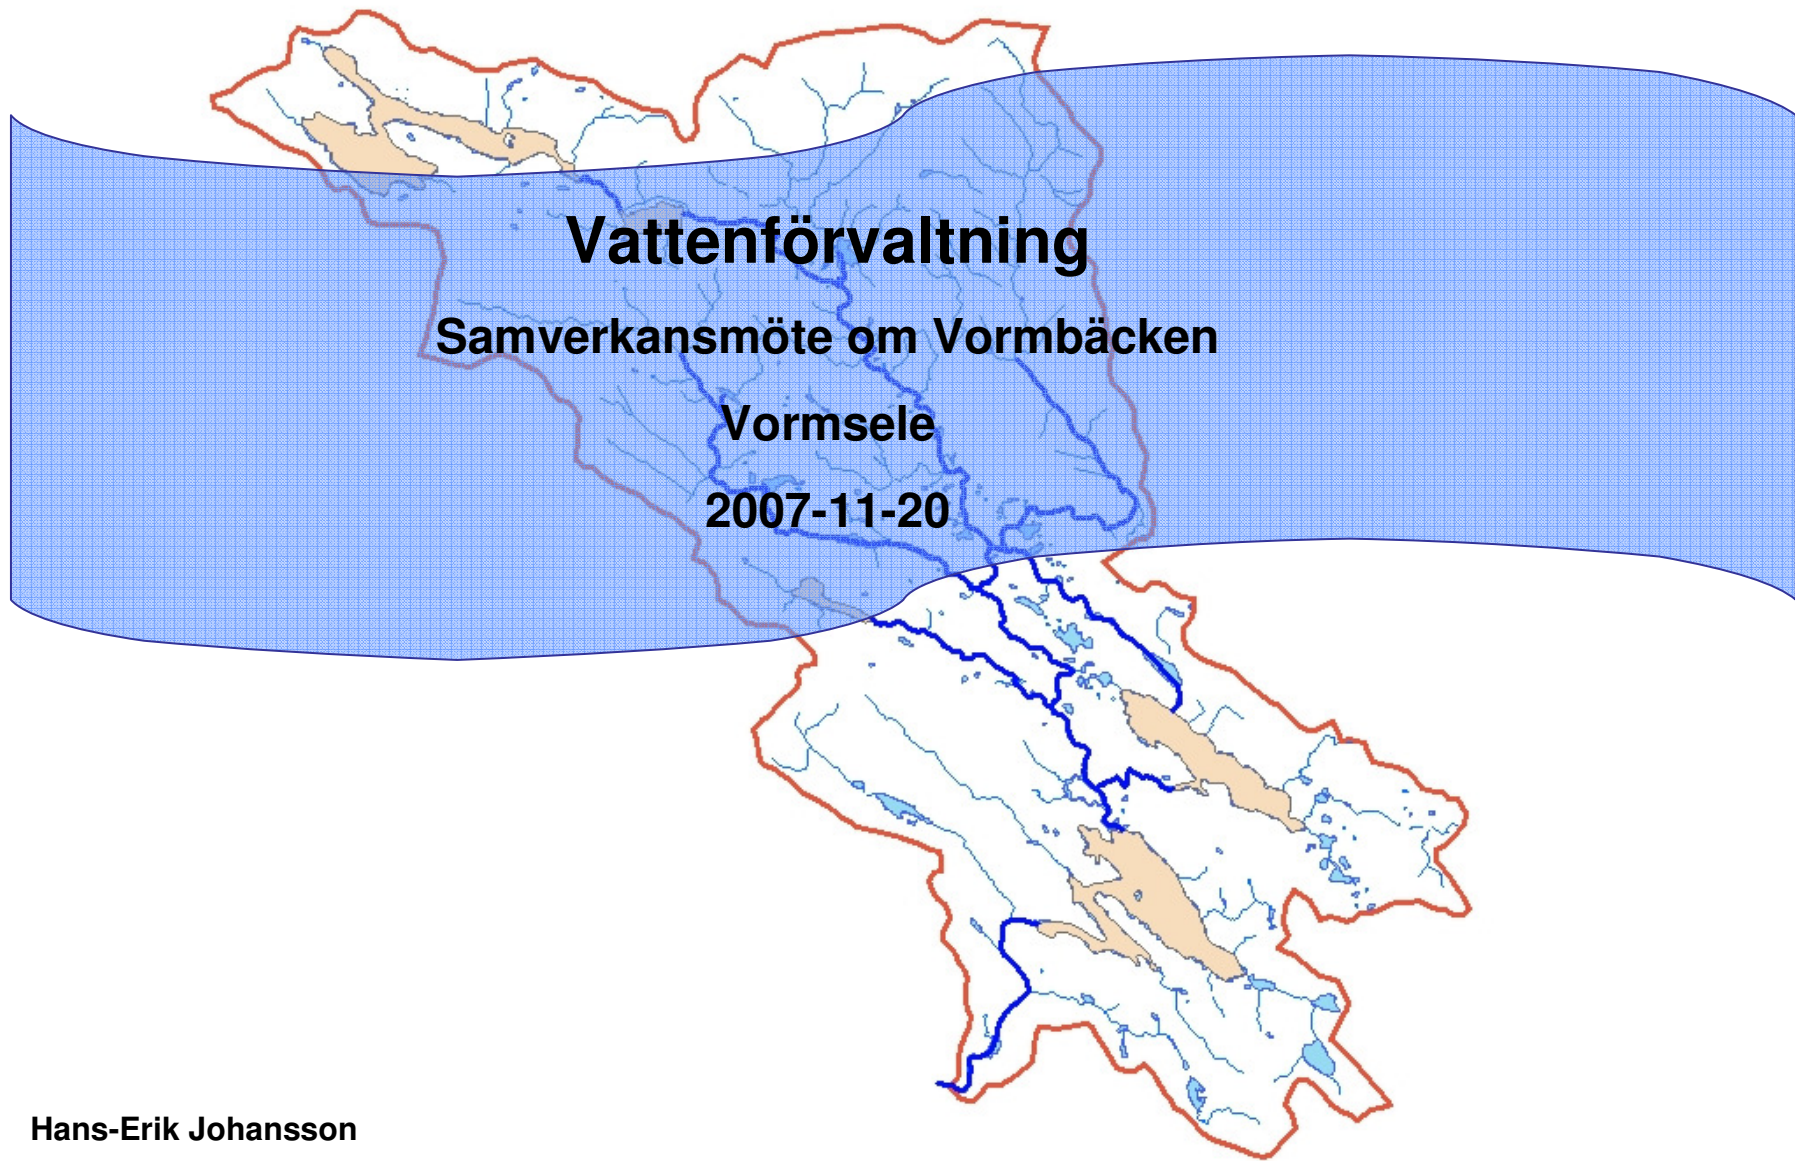 Vattenförvaltning
Samverkansmöte om Vormbäcken
Vormsele
2007-11-20
Hans-Erik Johansson